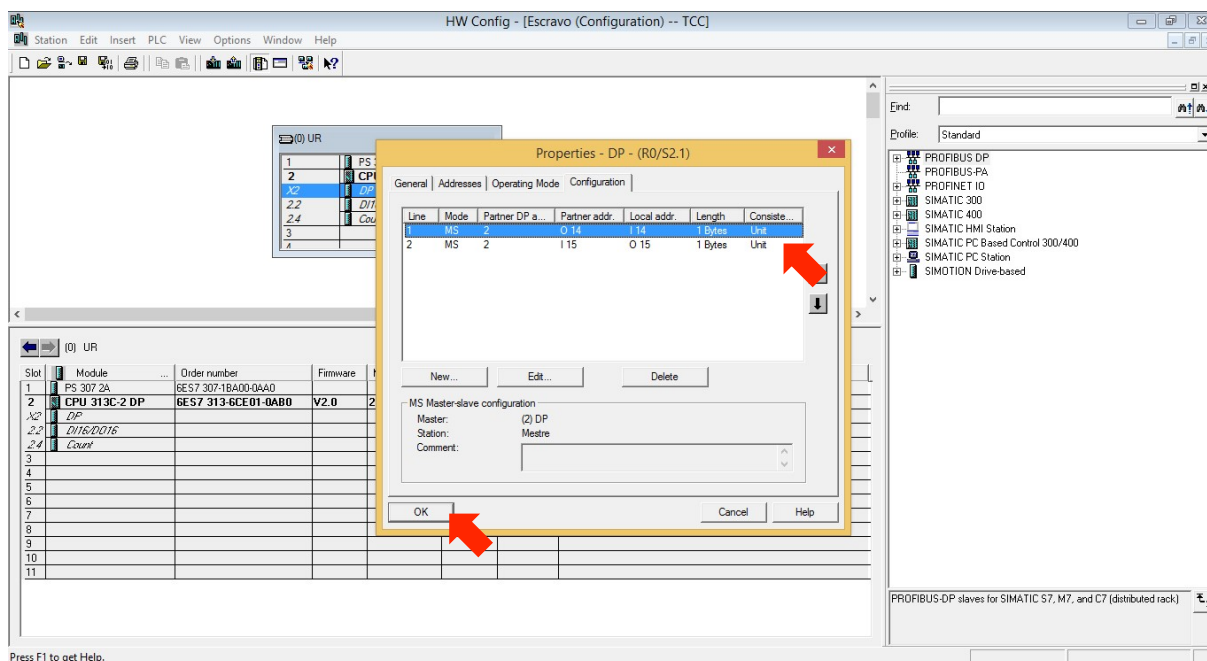 HW Config - [Escravo (Configuration) -- TCC]
Station Edit Insert PLC View Options Window Help
(0) UR
1 PS 3
2 CPU
X2 DP
2.2 DI1
2.4 Cou
3
4
Properties - DP - (R0/S2.1)
General Addresses Operating Mode Configuration
Line Mode Partner DP a... Partner addr. Local addr. Length Consiste...
1 MS 2 O 14 I 14 1 Bytes Unit
2 MS 2 I 15 O 15 1 Bytes Unit
New... Edit... Delete
MS Master-slave configuration
Master: (2) DP
Station: Mestre
Comment:
OK Cancel Help
Find:
Profile: Standard
PROFIBUS DP
PROFIBUS-PA
PROFINET IO
SIMATIC 300
SIMATIC 400
SIMATIC HMI Station
SIMATIC PC Based Control 300/400
SIMATIC PC Station
SIMOTION Drive-based
(0) UR
Slot Module ... Order number Firmware
1 PS 307 2A 6ES7 307-1BA00-0AA0
2 CPU 313C-2 DP 6ES7 313-6CE01-0AB0 V2.0 2
X2 DP
2.2 DI16/DO16
2.4 Count
3
4
5
6
7
8
9
10
11
PROFIBUS-DP slaves for SIMATIC S7, M7, and C7 (distributed rack)
Press F1 to get Help.